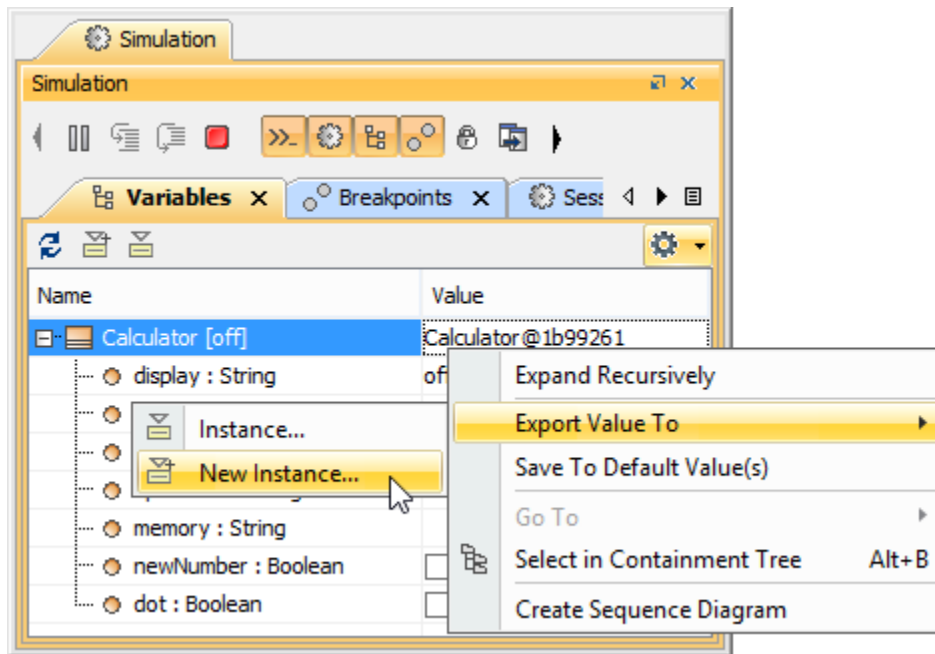 Simulation
Simulation
Variables
Breakpoints
Ses
Name
Value
Calculator [off]
Calculator@1b99261
display : String
of
Expand Recursively
Export Value To
Instance...
New Instance...
Save To Default Value(s)
Go To
memory : String
newNumber : Boolean
Select in Containment Tree Alt+B
dot : Boolean
Create Sequence Diagram